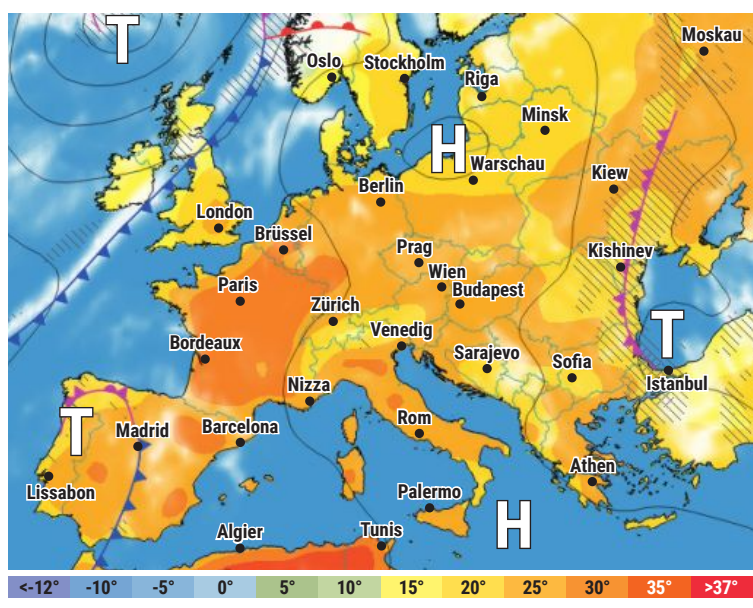 T
Moskau
Oslo
Stockholm
Riga
Minsk
H
Warschau
Kiew
Berlin
London
Brüssel
Prag
Kishinev
Wien
Budapest
Paris
Zürich
Venedig
T
Bordeaux
Sarajevo
Sofia
Istanbul
Nizza
T
Madrid
Barcelona
Rom
Athen
Lissabon
Palermo
H
Algier
Tunis
<-12° -10° -5° 0° 5° 10° 15° 20° 25° 30° 35° >37°